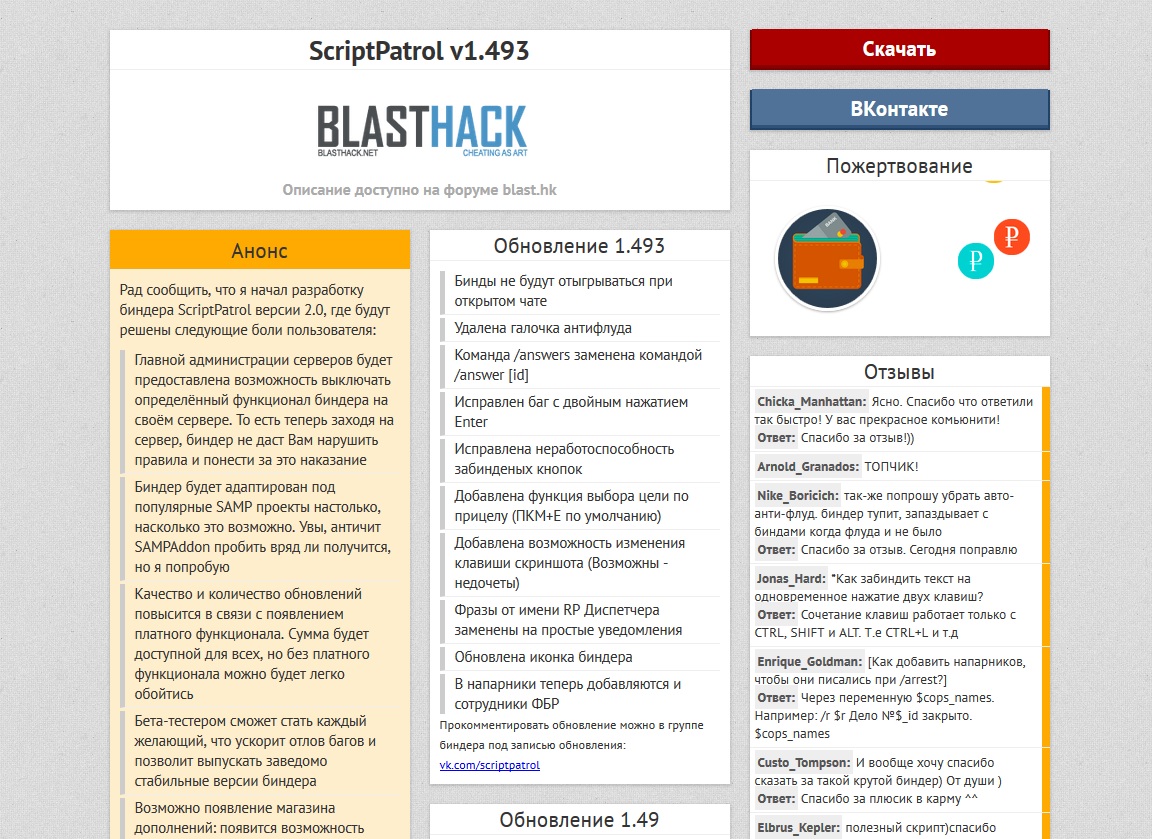 ScriptPatrol v1.493
BLASTHACK
BLASTHACK.NET
CHEATING AS ART
Описание доступно на форуме blast.hk
Анонс
Рад сообщить, что я начал разработку
биндера ScriptPatrol версии 2.0, где будут
решены следующие боли пользователя:
Главной администрации серверов будет
предоставлена возможность выключать
определённый функционал биндера на
своём сервере. То есть теперь заходя на
сервер, биндер не даст Вам нарушить
правила и понести за это наказание
Биндер будет адаптирован под
популярные SAMP проекты настолько,
насколько это возможно. Увы, античит
SAMPAddon пробить вряд ли получится,
но я попробую
Качество и количество обновлений
повысится в связи с появлением
платного функционала. Сумма будет
доступной для всех, но без платного
функционала можно будет легко
обойтись
Бета-тестером сможет стать каждый
желающий, что ускорит отлов багов и
позволит выпускать заведомо
стабильные версии биндера
Возможно появление магазина
дополнений: появится возможность
Обновление 1.493
Бинды не будут отыгрываться при
открытом чате
Удалена галочка антифлуда
Команда /answers заменена командой
/answer [id]
Исправлен баг с двойным нажатием
Enter
Исправлена неработоспособность
забинденых кнопок
Добавлена функция выбора цели по
прицелу (ПКМ+E по умолчанию)
Добавлена возможность изменения
клавиши скриншота (Возможны -
недочеты)
Фразы от имени RP Диспетчера
заменены на простые уведомления
Обновлена иконка биндера
В напарники теперь добавляются и
сотрудники ФБР
Прокомментировать обновление можно в группе
биндера под записью обновления:
vk.com/scriptpatrol
Обновление 1.49
Скачать
ВКонтакте
Пожертвование
BANK
₽
₽
Отзывы
Chicka_Manhattan: Ясно. Спасибо что ответили
так быстро! У вас прекрасное комьюнити!
Ответ: Спасибо за отзыв!))
Arnold_Granados: ТОПЧИК!
Nike_Boricich: так-же попрошу убрать авто-
анти-флуд. биндер тупит, запаздывает с
биндами когда флуда и не было
Ответ: Спасибо за отзыв. Сегодня поправлю
Jonas_Hard: "Как забиндить текст на
одновременное нажатие двух клавиш?
Ответ: Сочетание клавиш работает только с
CTRL, SHIFT и ALT. Т.е CTRL+L и т.д
Enrique_Goldman: [Как добавить напарников,
чтобы они писались при /arrest?]
Ответ: Через переменную $cops_names.
Например: /r $r Дело №$_id закрыто.
$cops_names
Custo_Tompson: И вообще хочу спасибо
сказать за такой крутой биндер) От души )
Ответ: Спасибо за плюсик в карму ^^
Elbrus_Kepler: полезный скрипт)спасибо